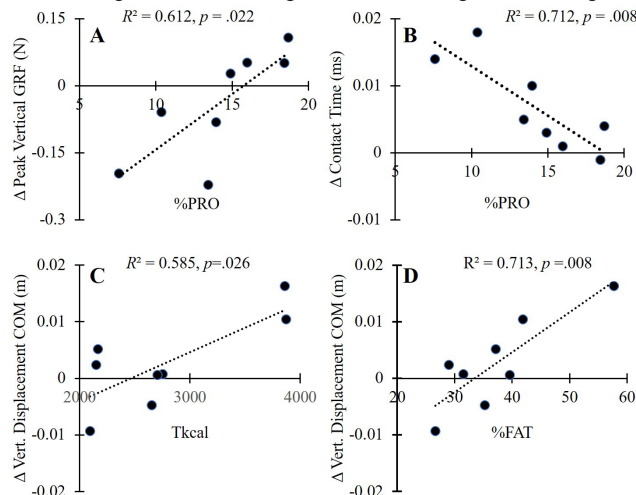 R² = 0.612, p = .022
A
Δ Peak Vertical GRF (N)
0.15
0
-0.15
-0.3
5
10
15
20
%PRO
R² = 0.712, p = .008
B
Δ Contact Time (ms)
0.02
0.01
0
-0.01
5
10
15
20
%PRO
R² = 0.585, p=.026
C
Δ Vert. Displacement COM (m)
0.02
0.01
0
-0.01
-0.02
2000
3000
4000
Tkcal
R² = 0.713, p =.008
D
Δ Vert. Displacement COM (m)
0.02
0.01
0
-0.01
-0.02
20
30
40
50
60
%FAT